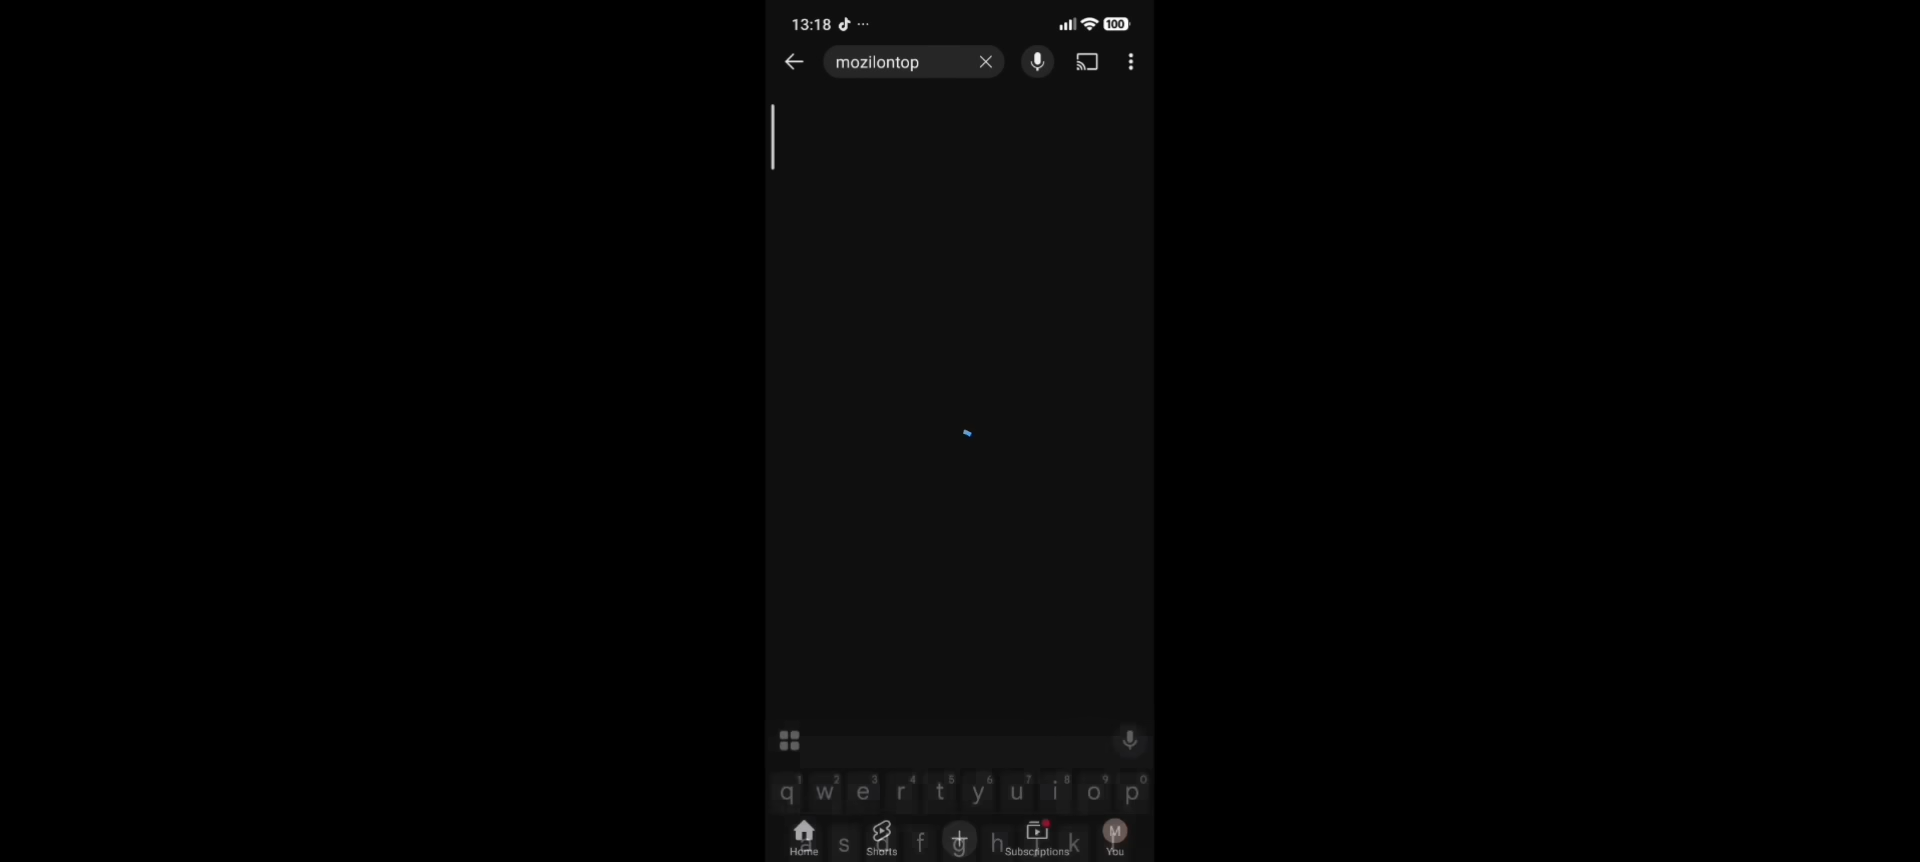 13:18 ... 100
mozilontop
1 2 3 4 5 6 7 8 9 0
q w e r t y u i o p
a s d f g h k
Home Shorts Subscriptions M You